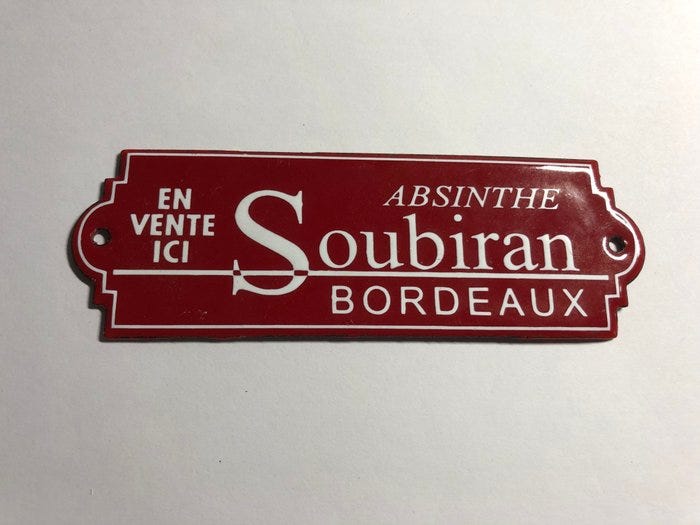 EN
VENTE
ICI
ABSINTHE
Soubiran
BORDEAUX